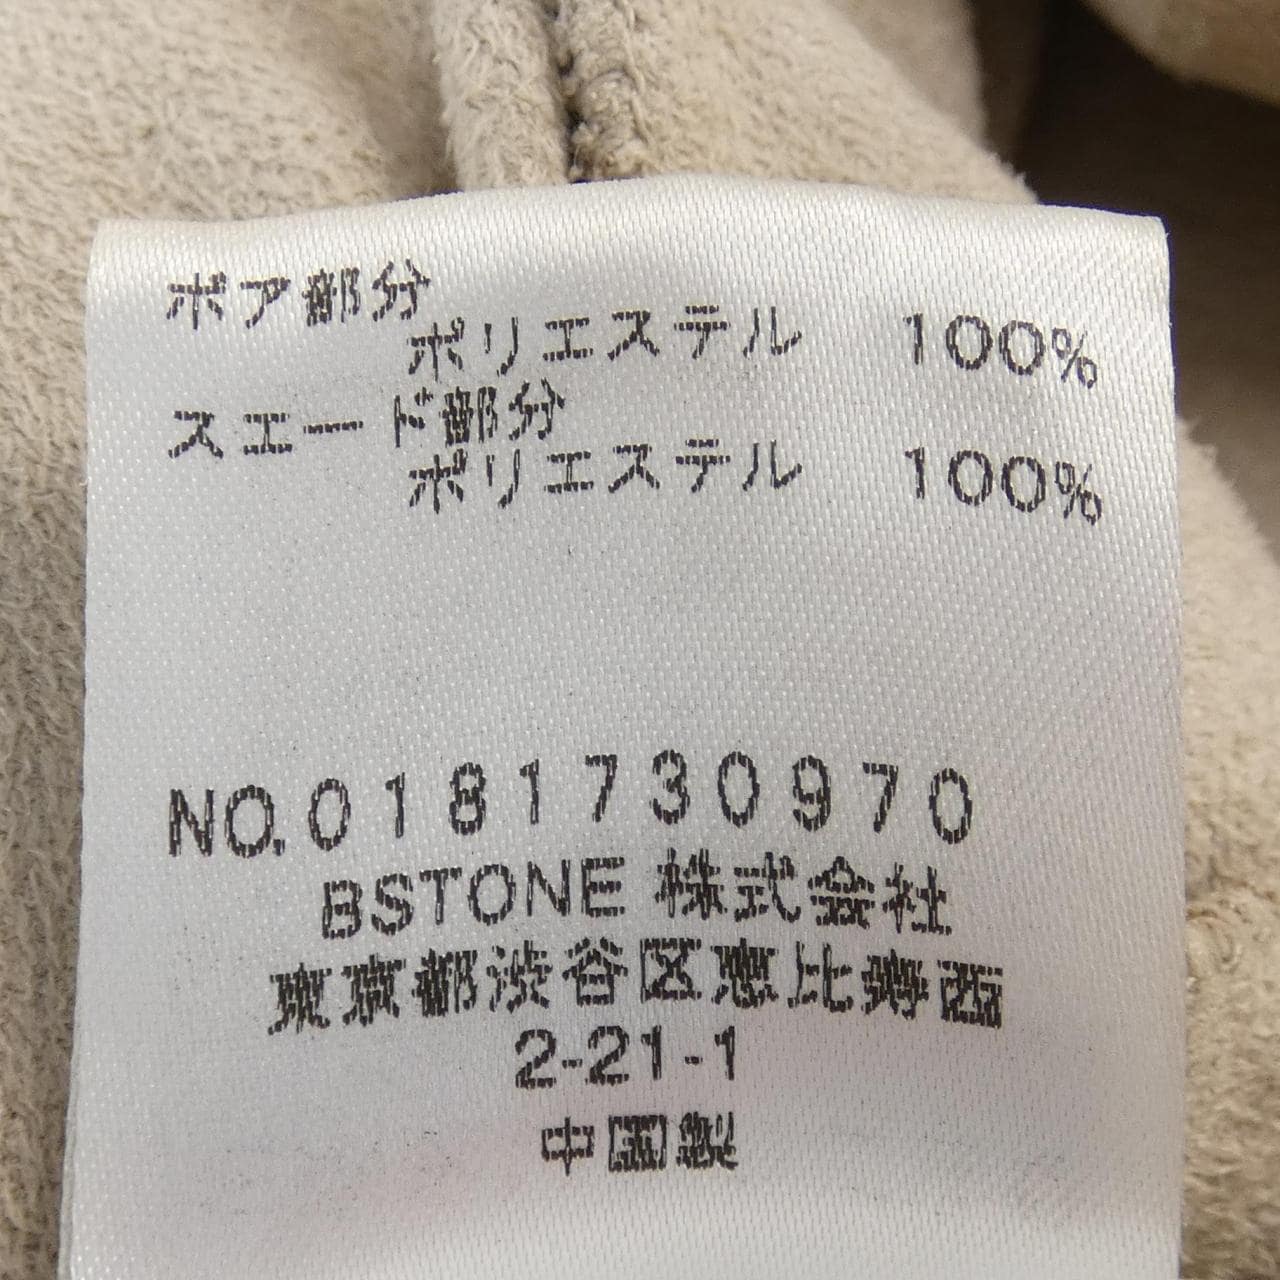 ボア部分
ポリエステル 100%
スエード部分
ポリエステル 100%
NO.0181730970
BSTONE 株式会社
東京都渋谷区恵比寿西
2-21-1
中国製